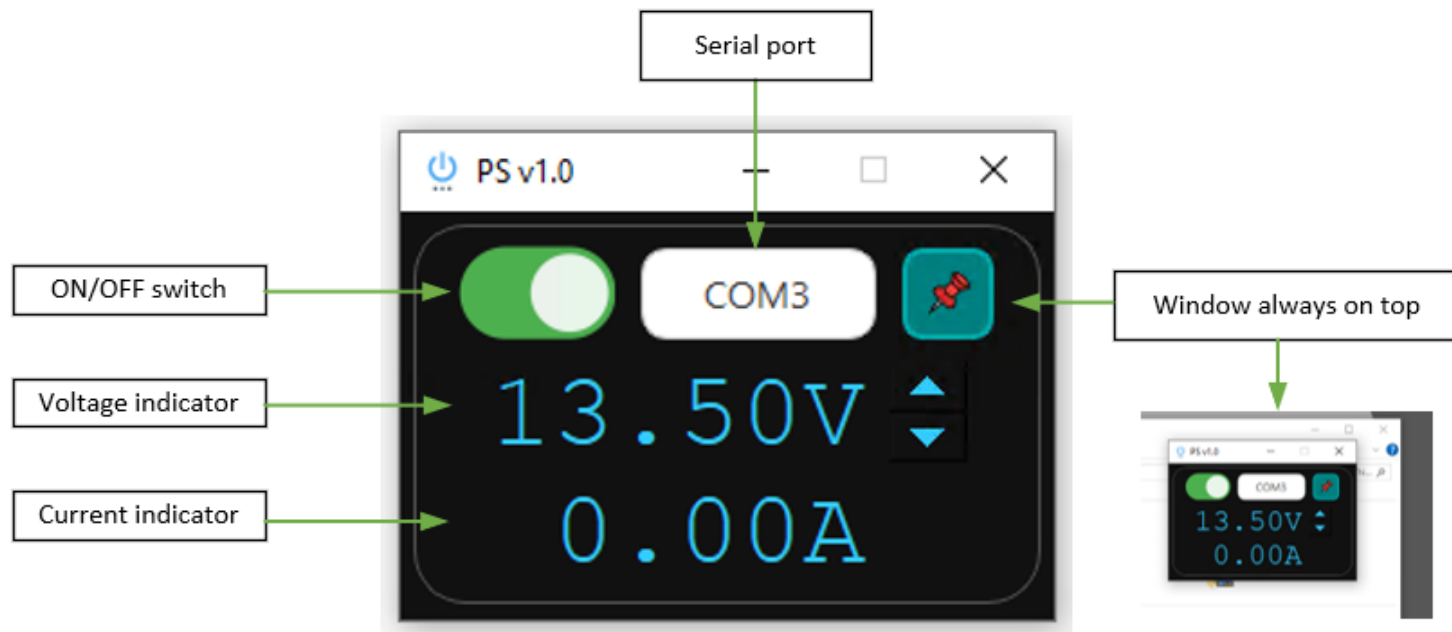 Serial port
PS v1.0
ON/OFF switch
COM3
Window always on top
Voltage indicator
13.50V
Current indicator
0.00A
PS v1.0
COM3
13.50V
0.00A